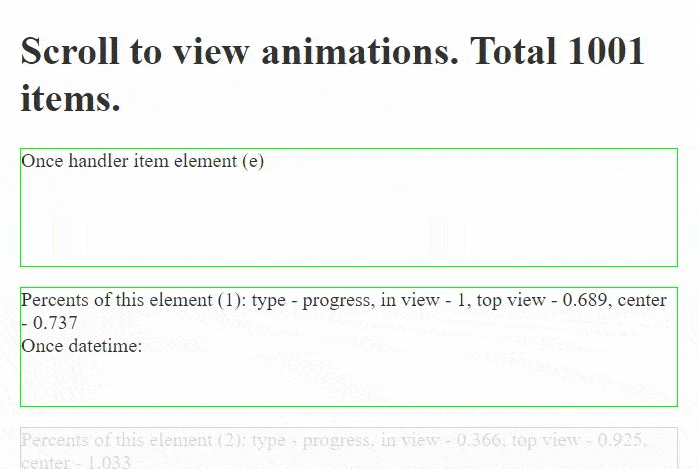 Scroll to view animations. Total 1001
items.
Once handler item element (e)
Percents of this element (1): type - progress, in view - 1, top view - 0.689, center
- 0.737
Once datetime:
Percents of this element (2): type - progress, in view - 0.366, top view - 0.925,
center - 1.033